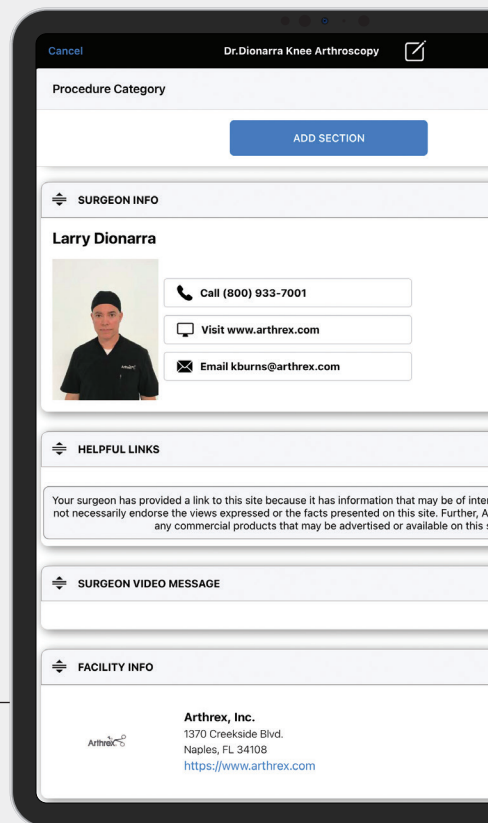 Cancel
Dr.Dionarra Knee Arthroscopy
Procedure Category
ADD SECTION
SURGEON INFO
Larry Dionarra
Call (800) 933-7001
Visit www.arthrex.com
Email kburns@arthrex.com
HELPFUL LINKS
Your surgeon has provided a link to this site because it has information that may be of
not necessarily endorse the views expressed or the facts presented on this site. Further,
any commercial products that may be advertised or available on this
SURGEON VIDEO MESSAGE
FACILITY INFO
Arthrex
Arthrex, Inc.
1370 Creekside Blvd.
Naples, FL 34108
https://www.arthrex.com